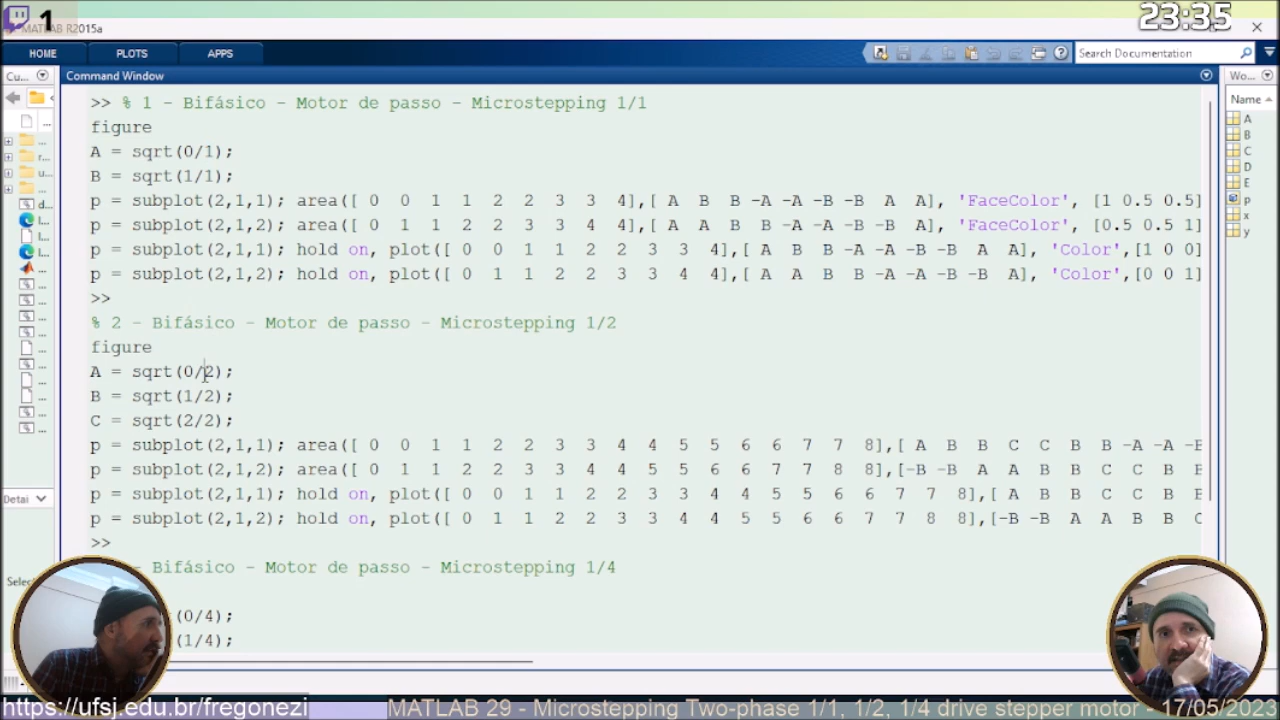 1
MATLAB R2015a
23:35
HOME PLOTS APPS
Search Documentation
Cu... Command Window Wo...
Name
>> % 1 - Bifásico - Motor de passo - Microstepping 1/1
figure
A = sqrt(0/1);
B = sqrt(1/1);
p = subplot(2,1,1); area([ 0 0 1 1 2 2 3 3 4],[ A B B -A -A -B -B A A], 'FaceColor', [1 0.5 0.5]
p = subplot(2,1,2); area([ 0 1 1 2 2 3 3 4 4],[ A A B B -A -A -B -B A], 'FaceColor', [0.5 0.5 1]
p = subplot(2,1,1); hold on, plot([ 0 0 1 1 2 2 3 3 4],[ A B B -A -A -B -B A A], 'Color',[1 0 0]
p = subplot(2,1,2); hold on, plot([ 0 1 1 2 2 3 3 4 4],[ A A B B -A -A -B -B A], 'Color',[0 0 1]
>>
% 2 - Bifásico - Motor de passo - Microstepping 1/2
figure
A = sqrt(0/2);
B = sqrt(1/2);
C = sqrt(2/2);
p = subplot(2,1,1); area([ 0 0 1 1 2 2 3 3 4 4 5 5 6 6 7 7 8],[ A B B C C B B -A -A -B
p = subplot(2,1,2); area([ 0 1 1 2 2 3 3 4 4 5 5 6 6 7 7 8 8],[-B -B A A B B C C B B
p = subplot(2,1,1); hold on, plot([ 0 0 1 1 2 2 3 3 4 4 5 5 6 6 7 7 8],[ A B B C C B B
p = subplot(2,1,2); hold on, plot([ 0 1 1 2 2 3 3 4 4 5 5 6 6 7 7 8 8],[-B -B A A B B C
>>
- Bifásico - Motor de passo - Microstepping 1/4
(0/4);
(1/4);
A
B
C
D
E
p
x
y
Detai
Selec
https://ufsj.edu.br/fregonezi
MATLAB 29 - Microstepping Two-phase 1/1, 1/2, 1/4 drive stepper motor - 17/05/2023